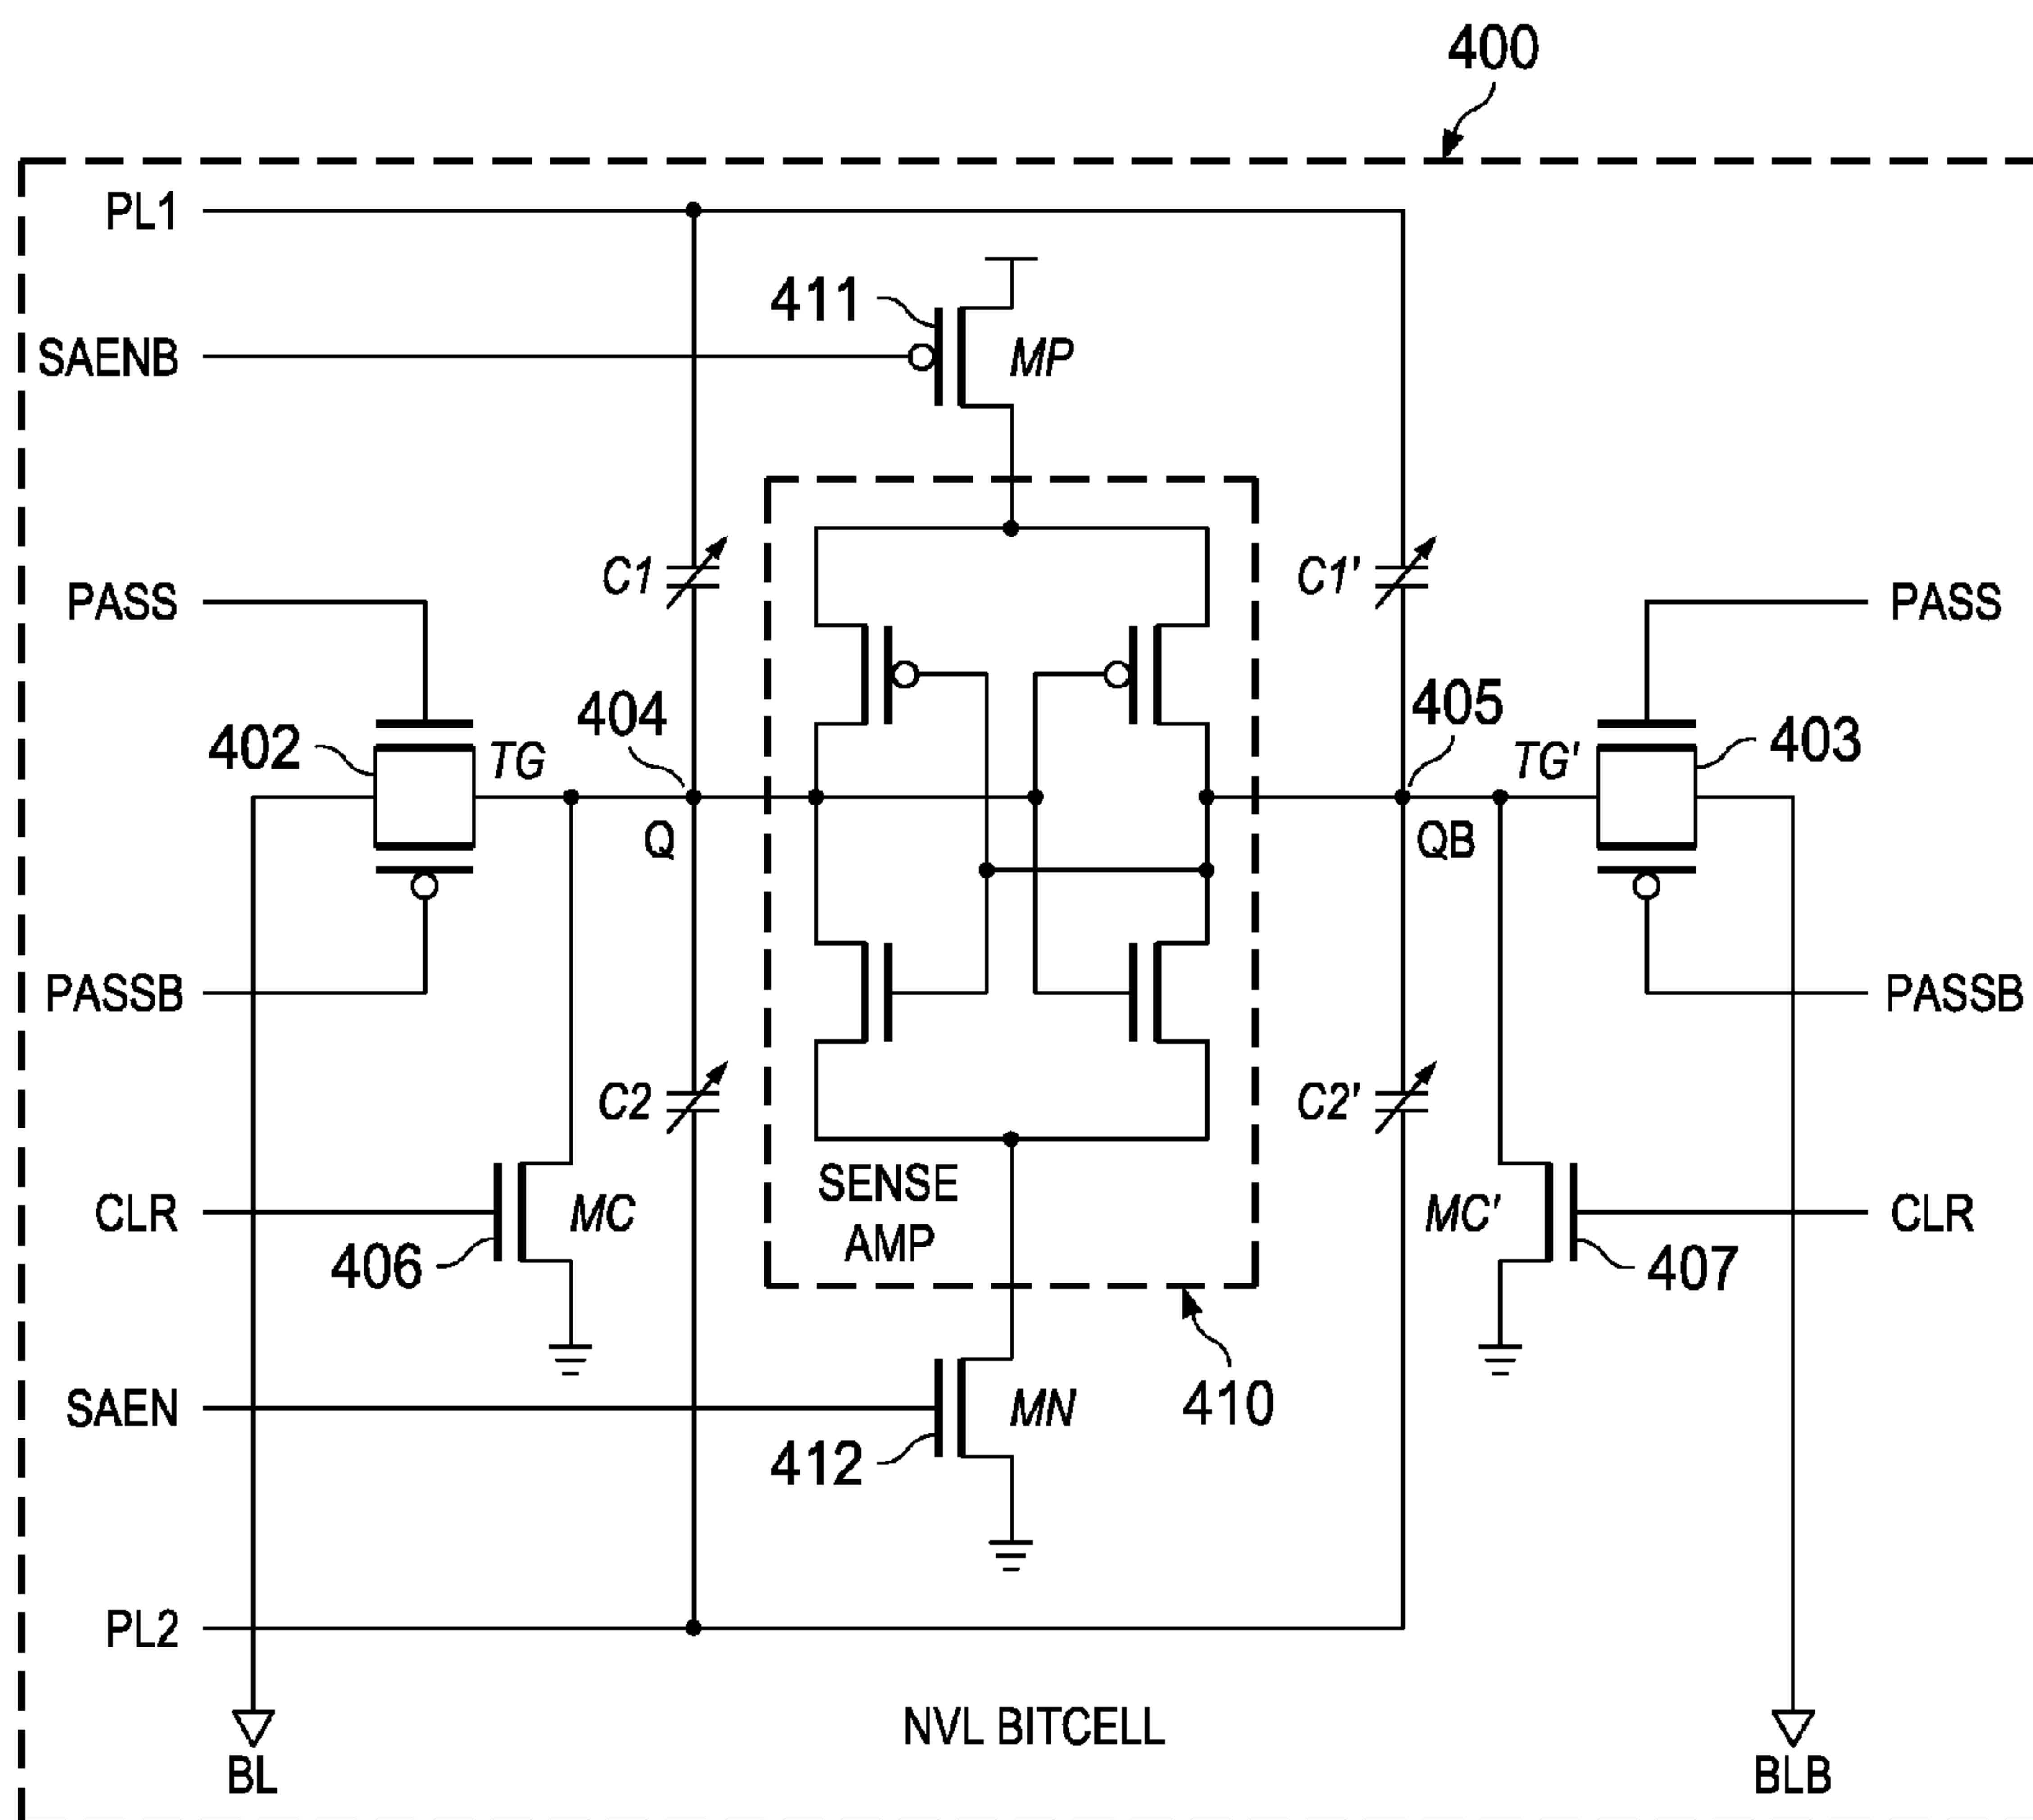 400
PL1
411
SAENB
MP
C1
C1'
PASS
PASS
404
405
402
TG
TG'
403
Q
QB
PASSB
PASSB
C2
C2'
SENSE
AMP
CLR
MC
MC'
CLR
406
407
SAEN
MN
410
412
PL2
NVL BITCELL
BL
BLB